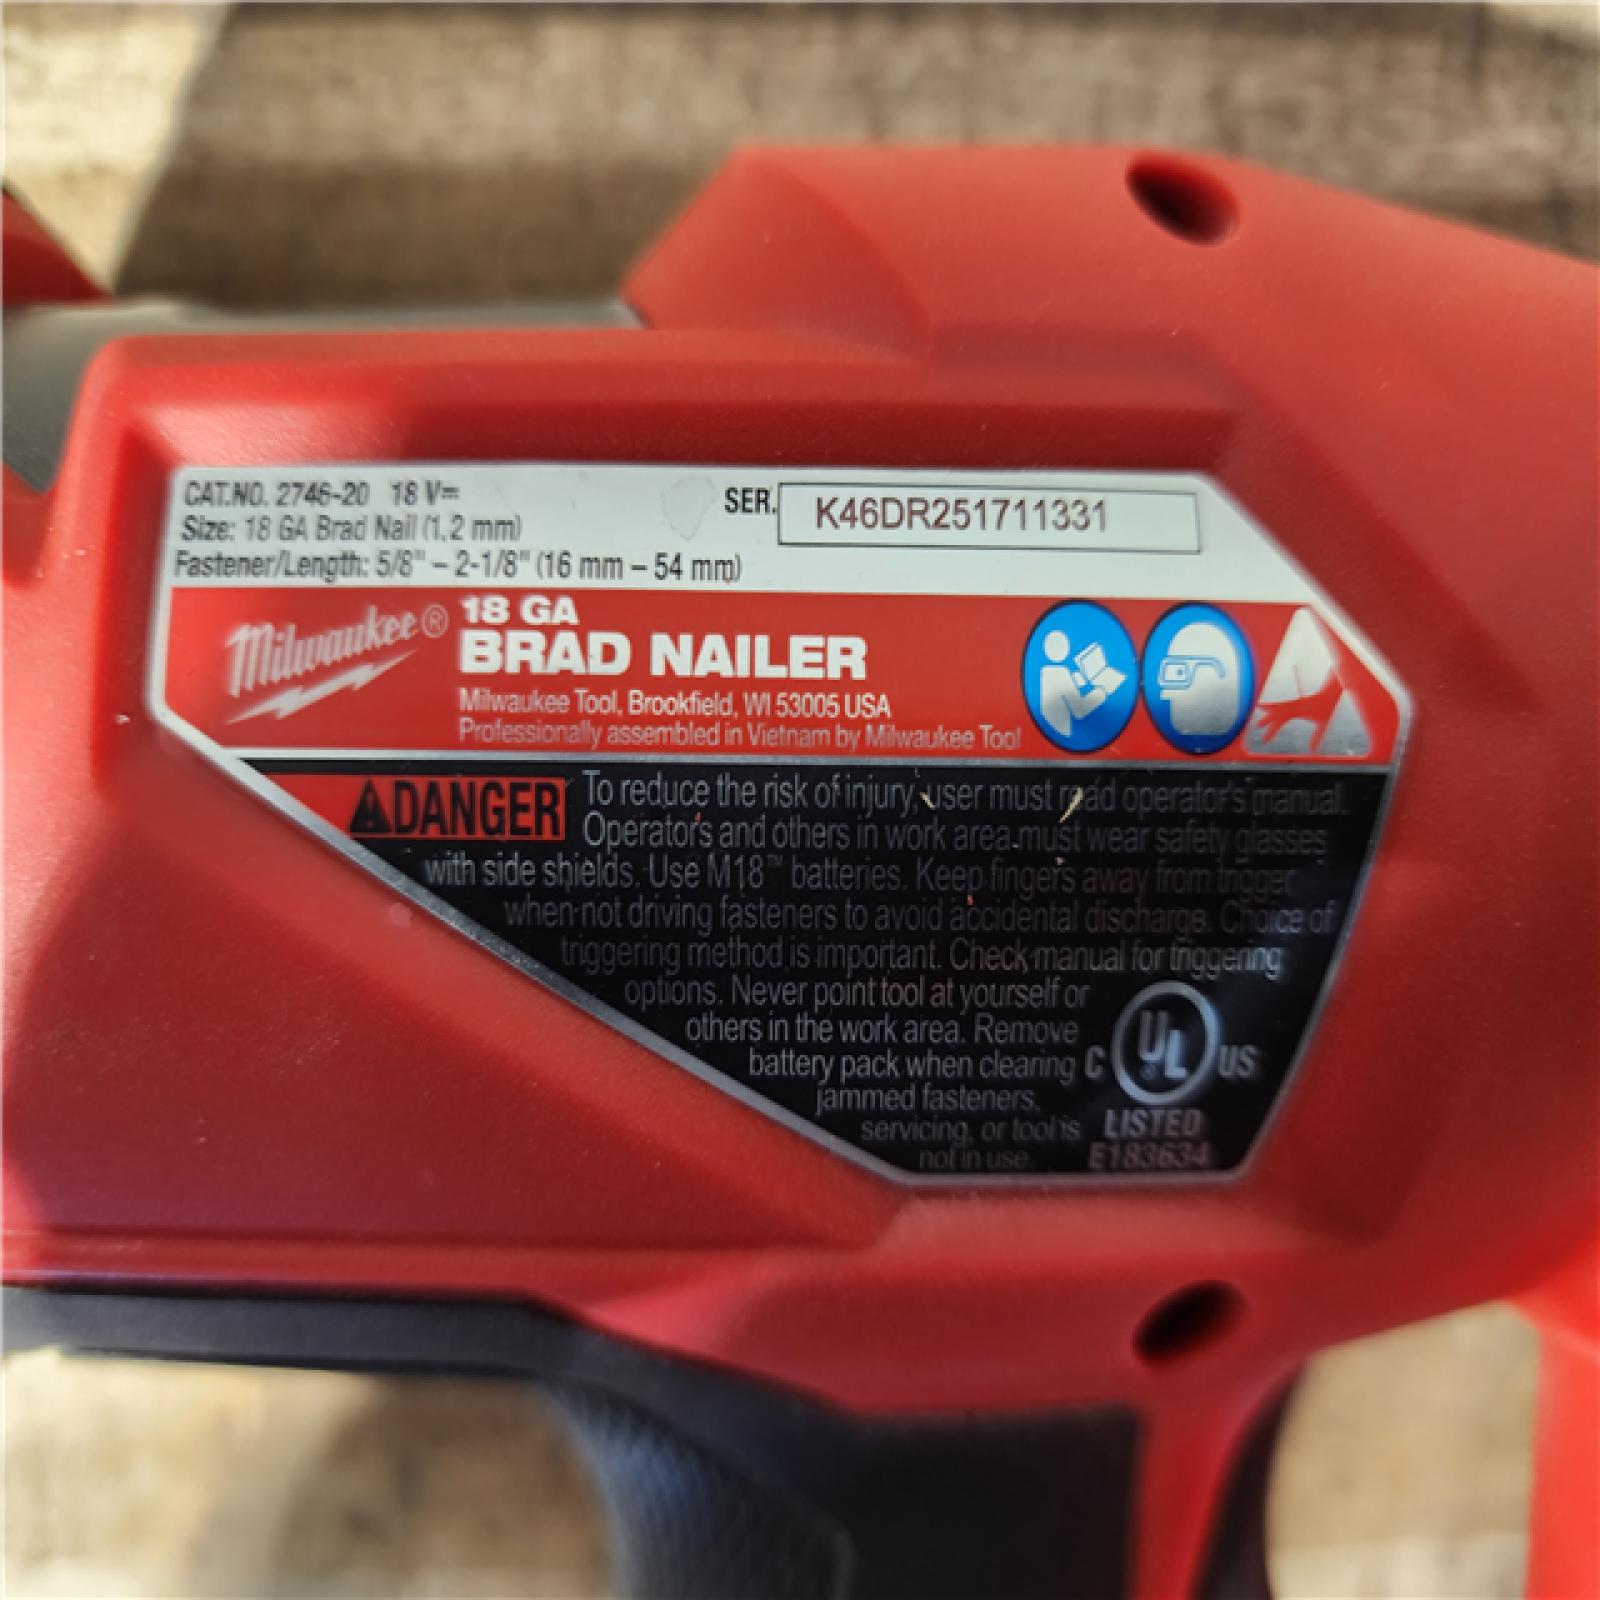 CAT.NO. 2746-20 18 V⎓
SER. K46DR251711331
Size: 18 GA Brad Nail (1,2 mm)
Fastener/Length: 5/8" – 2-1/8" (16 mm – 54 mm)
Milwaukee®
18 GA
BRAD NAILER
Milwaukee Tool, Brookfield, WI 53005 USA
Professionally assembled in Vietnam by Milwaukee Tool
DANGER To reduce the risk of injury, user must read operator's manual.
Operators and others in work area must wear safety glasses
with side shields. Use M18™ batteries. Keep fingers away from trigger
when not driving fasteners to avoid accidental discharge. Choice of
triggering method is important. Check manual for triggering
options. Never point tool at yourself or
others in the work area. Remove
battery pack when clearing
jammed fasteners,
servicing, or tool is
not in use.
C UL US
LISTED
E183634